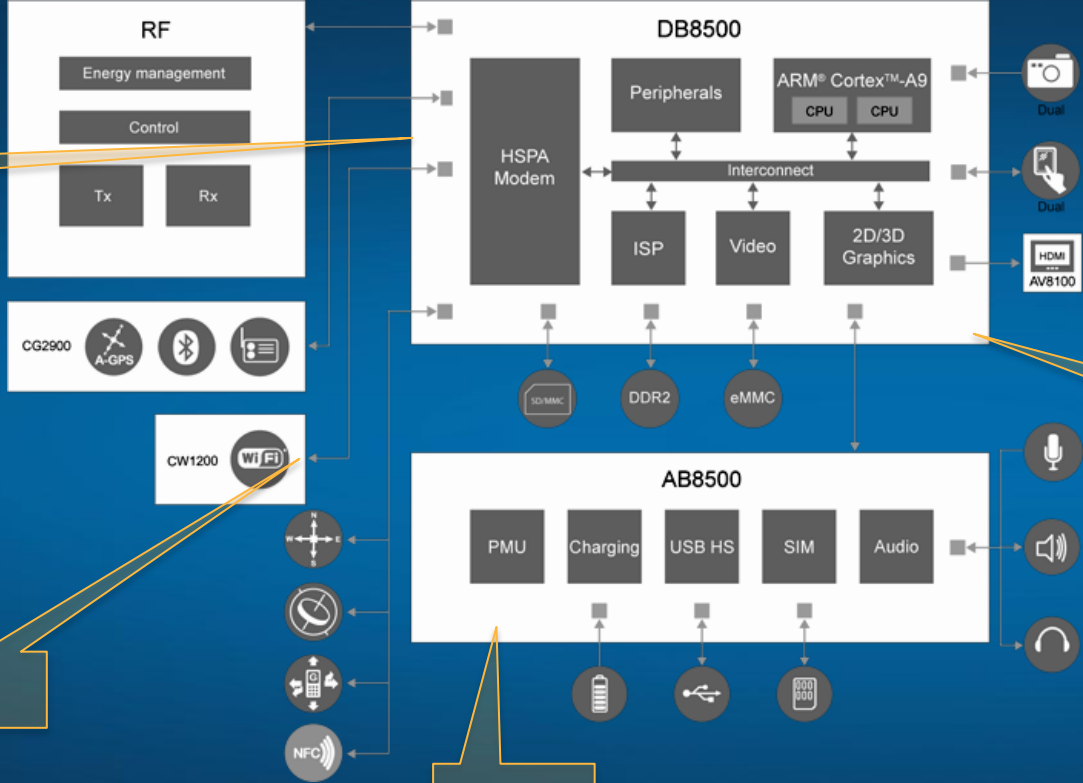 RF
Energy management
Control
Tx
Rx
CG2900
A-GPS
CW1200
Wi Fi
N
W
E
S
G
NFC
DB8500
HSPA
Modem
Peripherals
ARM® Cortex™-A9
CPU
CPU
Interconnect
ISP
Video
2D/3D
Graphics
SD/MMC
DDR2
eMMC
Dual
Dual
HDMI
AV8100
AB8500
PMU
Charging
USB HS
SIM
Audio